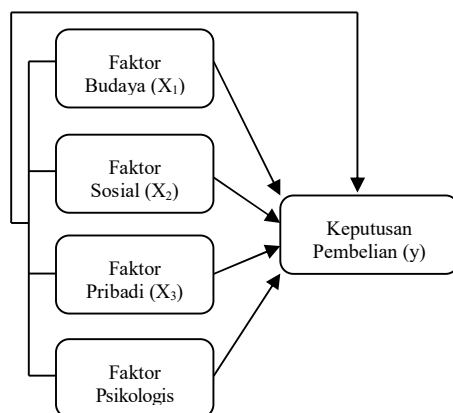 Faktor
Budaya (X₁)
Faktor
Sosial (X₂)
Faktor
Pribadi (X₃)
Faktor
Psikologis
Keputusan
Pembelian (y)